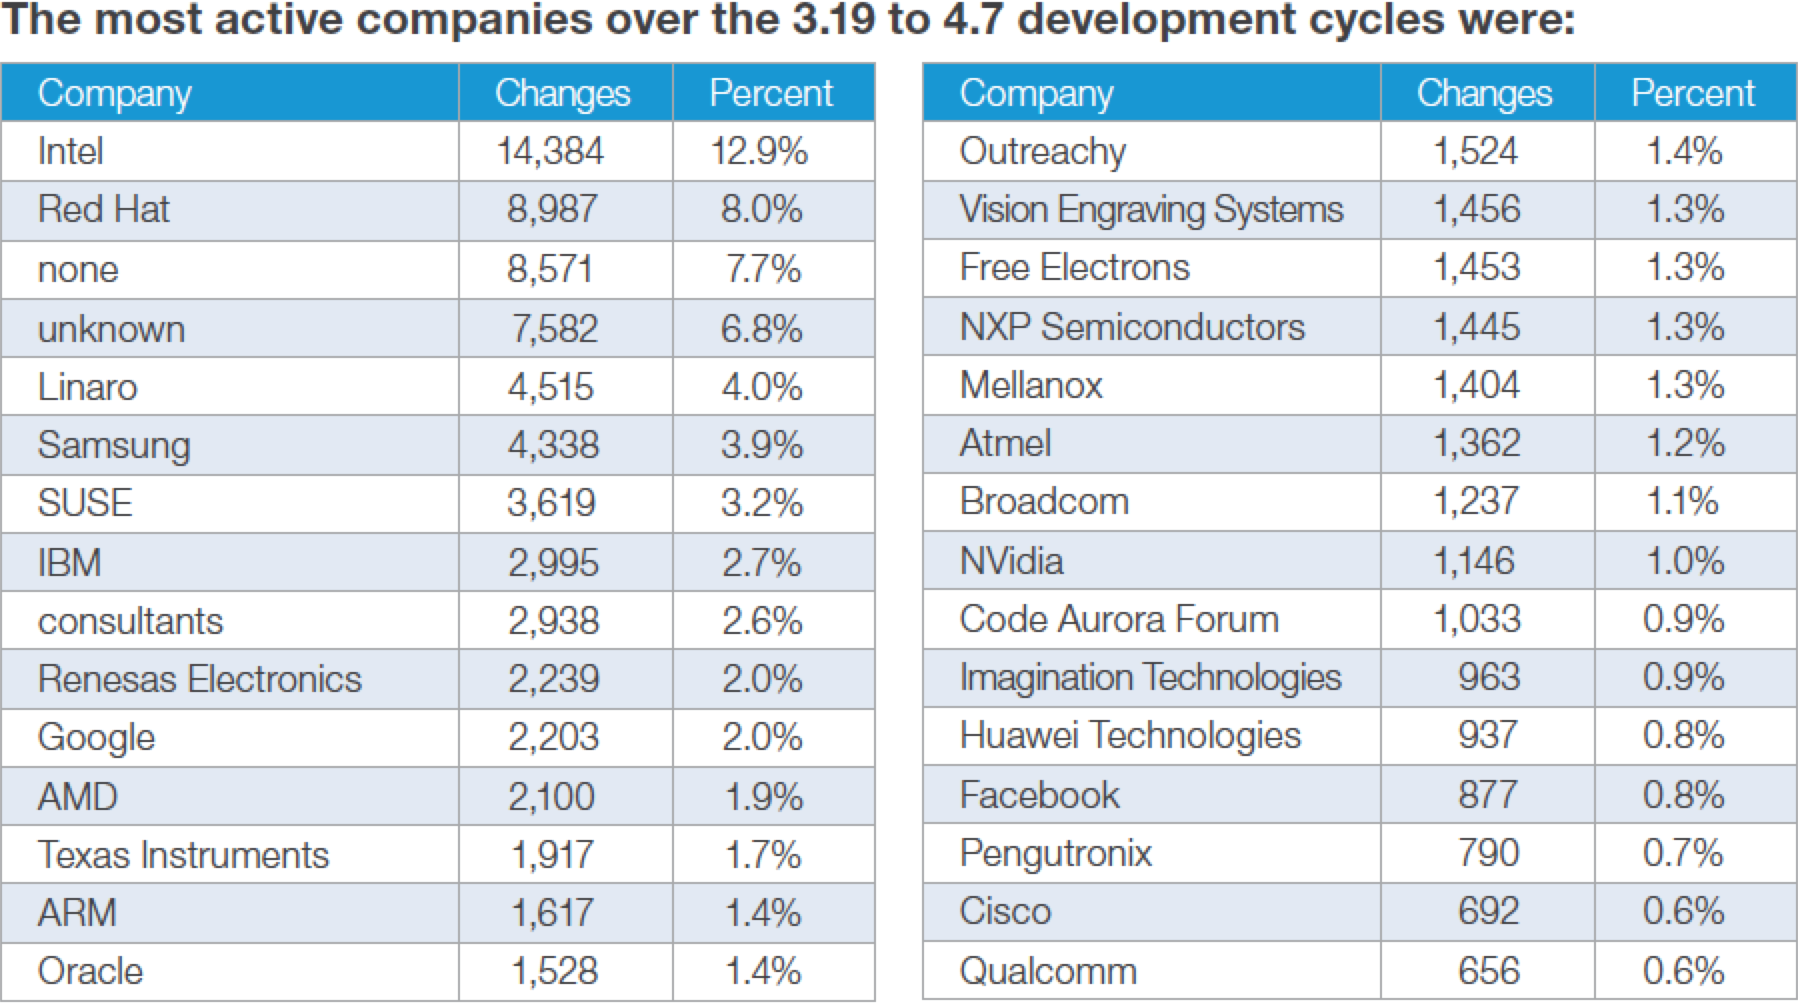 The most active companies over the 3.19 to 4.7 development cycles were:
Company Changes Percent
Intel 14,384 12.9%
Red Hat 8,987 8.0%
none 8,571 7.7%
unknown 7,582 6.8%
Linaro 4,515 4.0%
Samsung 4,338 3.9%
SUSE 3,619 3.2%
IBM 2,995 2.7%
consultants 2,938 2.6%
Renesas Electronics 2,239 2.0%
Google 2,203 2.0%
AMD 2,100 1.9%
Texas Instruments 1,917 1.7%
ARM 1,617 1.4%
Oracle 1,528 1.4%
Company Changes Percent
Outreachy 1,524 1.4%
Vision Engraving Systems 1,456 1.3%
Free Electrons 1,453 1.3%
NXP Semiconductors 1,445 1.3%
Mellanox 1,404 1.3%
Atmel 1,362 1.2%
Broadcom 1,237 1.1%
NVidia 1,146 1.0%
Code Aurora Forum 1,033 0.9%
Imagination Technologies 963 0.9%
Huawei Technologies 937 0.8%
Facebook 877 0.8%
Pengutronix 790 0.7%
Cisco 692 0.6%
Qualcomm 656 0.6%